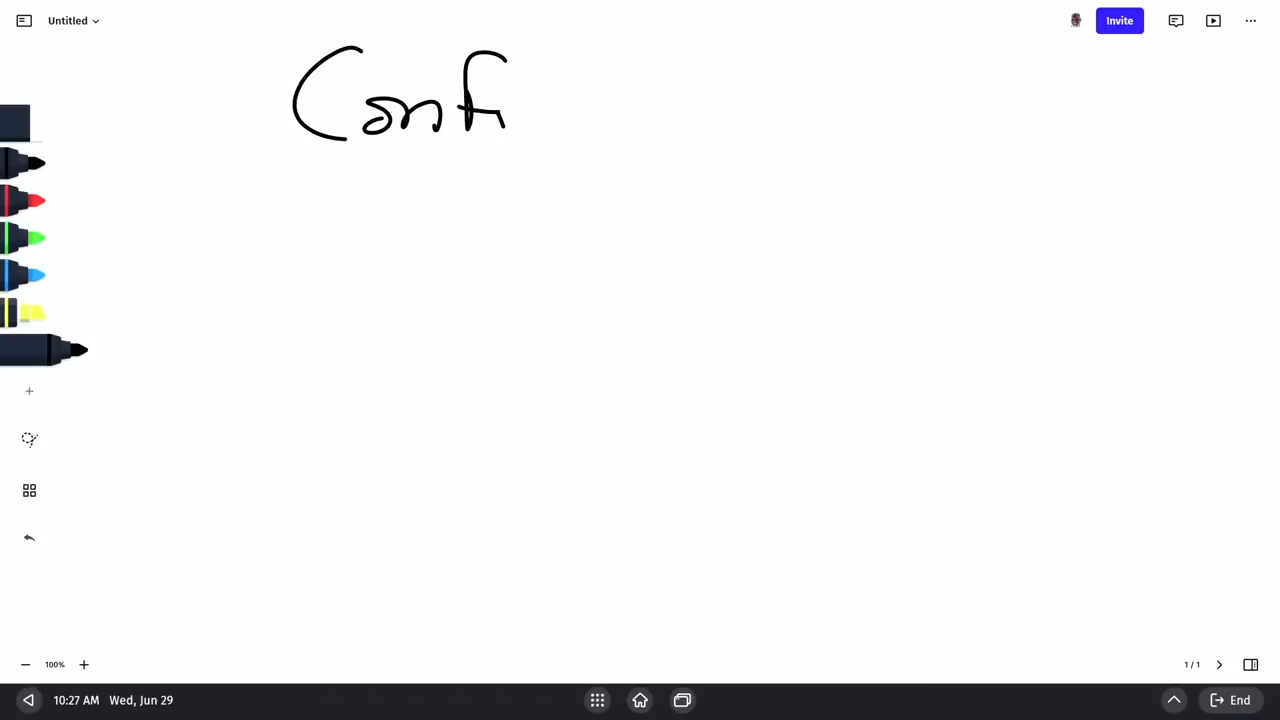 Untitled
Invite
Conf
100%
1 / 1
10:27 AM Wed, Jun 29
End